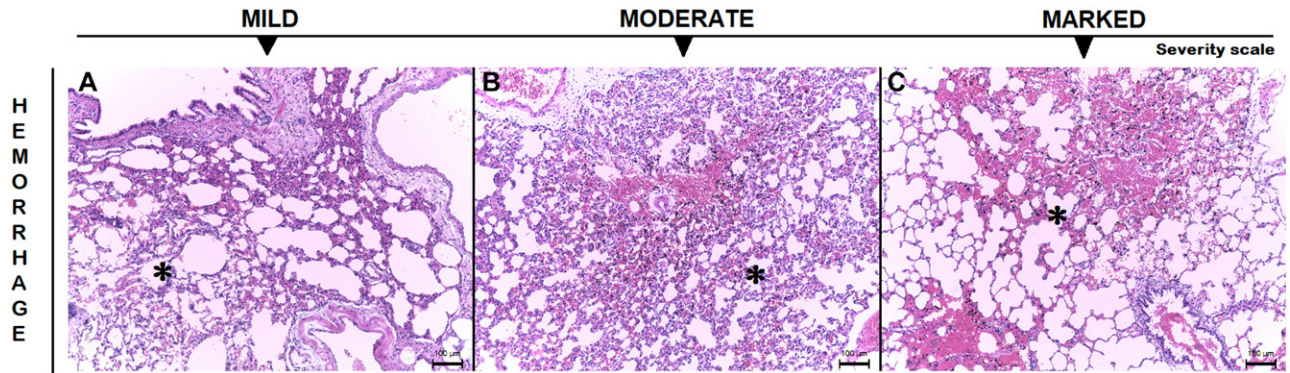 MILD
MODERATE
MARKED
Severity scale
HEMORRHAGE
A
B
C
*
*
*
100 µm
100 µm
100 µm